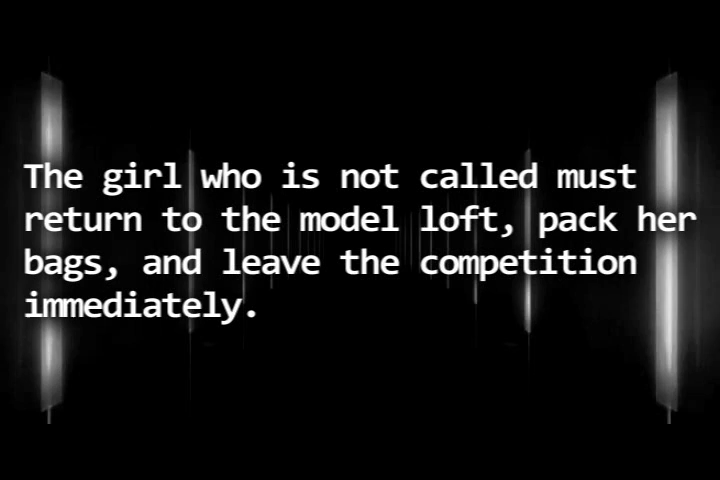 The girl who is not called must
return to the model loft, pack her
bags, and leave the competition
immediately.